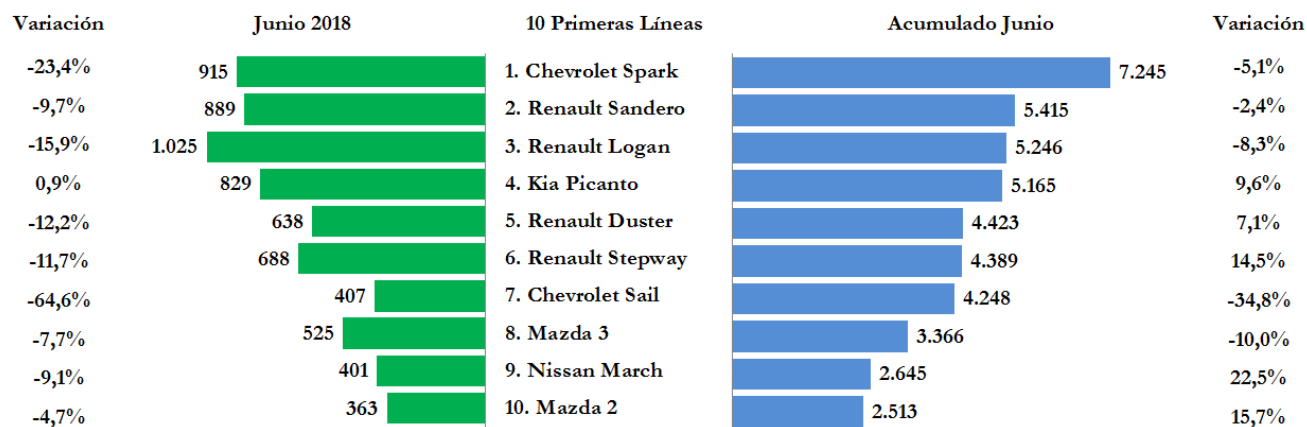 Variación Junio 2018 10 Primeras Líneas Acumulado Junio Variación
-23,4% 915 1. Chevrolet Spark 7.245 -5,1%
-9,7% 889 2. Renault Sandero 5.415 -2,4%
-15,9% 1.025 3. Renault Logan 5.246 -8,3%
0,9% 829 4. Kia Picanto 5.165 9,6%
-12,2% 638 5. Renault Duster 4.423 7,1%
-11,7% 688 6. Renault Stepway 4.389 14,5%
-64,6% 407 7. Chevrolet Sail 4.248 -34,8%
-7,7% 525 8. Mazda 3 3.366 -10,0%
-9,1% 401 9. Nissan March 2.645 22,5%
-4,7% 363 10. Mazda 2 2.513 15,7%